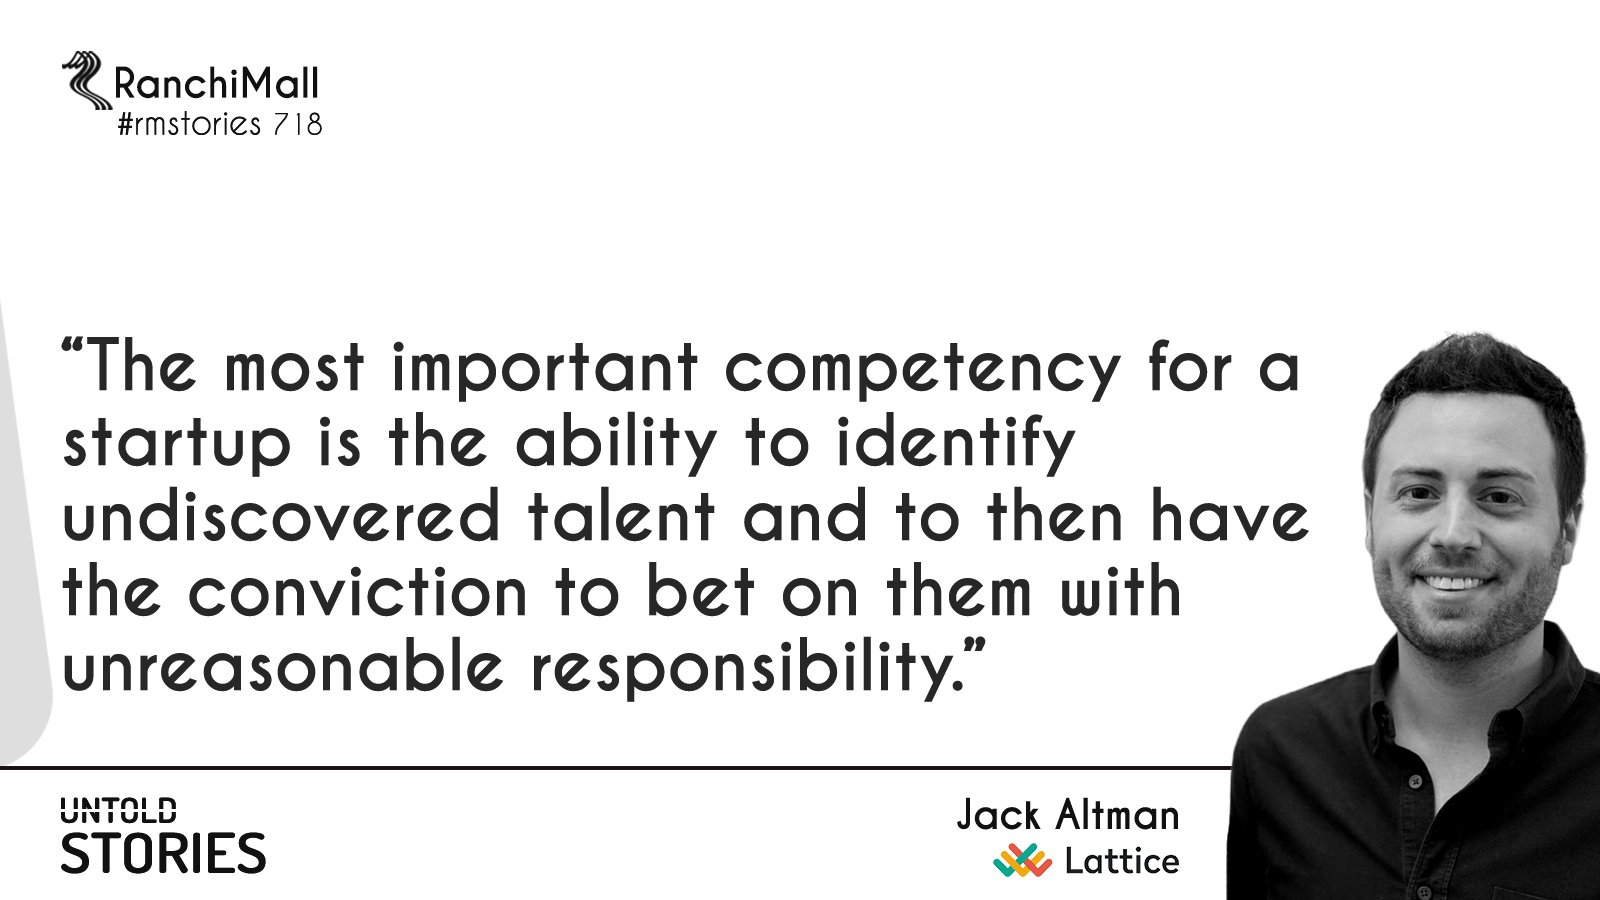 RanchiMall
#rmstories 718
“The most important competency for a
startup is the ability to identify
undiscovered talent and to then have
the conviction to bet on them with
unreasonable responsibility.”
UNTOLD
STORIES
Jack Altman
Lattice